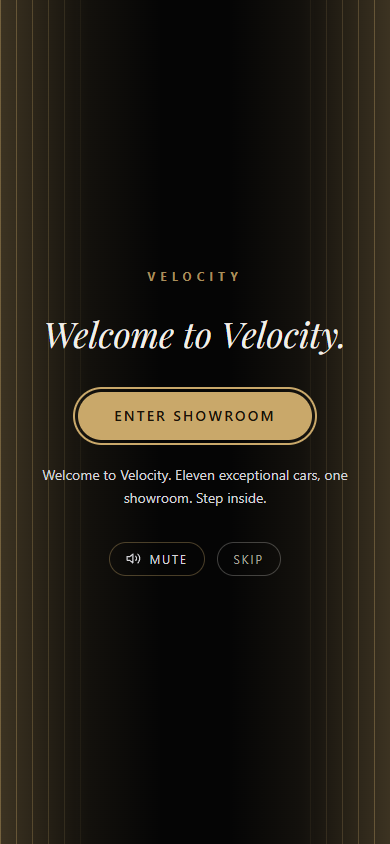 VELOCITY
Welcome to Velocity.
ENTER SHOWROOM
Welcome to Velocity. Eleven exceptional cars, one
showroom. Step inside.
MUTE
SKIP